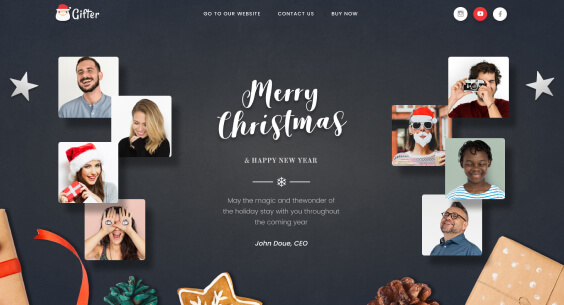 Gifter
GO TO OUR WEBSITE
CONTACT US
BUY NOW
Merry
Christmas
& HAPPY NEW YEAR
May the magic and thewonder of
the holiday stay with you throughout
the coming year
John Doue, CEO